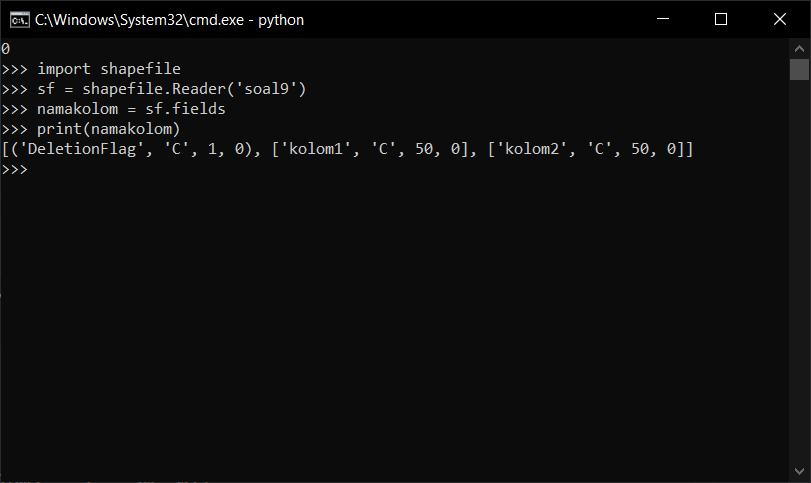 C:\Windows\System32\cmd.exe - python
0
>>> import shapefile
>>> sf = shapefile.Reader('soal9')
>>> namakolom = sf.fields
>>> print(namakolom)
[('DeletionFlag', 'C', 1, 0), ['kolom1', 'C', 50, 0], ['kolom2', 'C', 50, 0]]
>>>